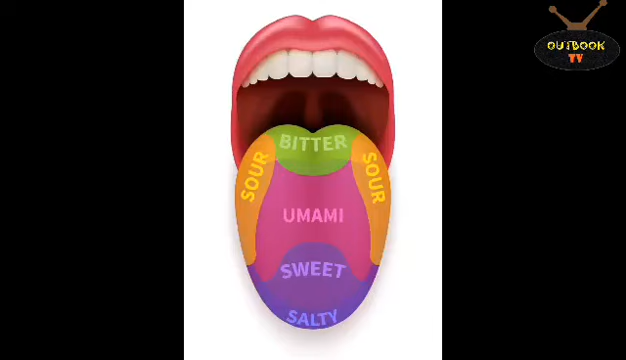 OUTBOOK
TV
BITTER
SOUR
SOUR
UMAMI
SWEET
SALTY